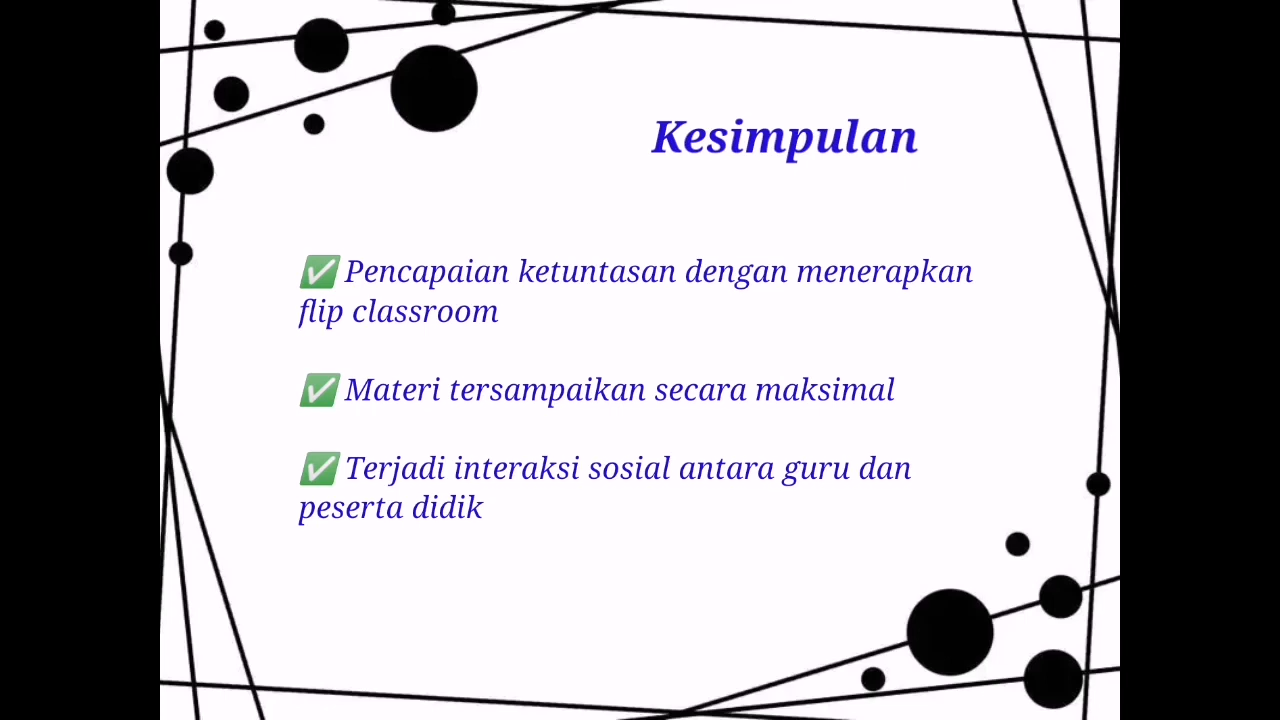 Kesimpulan
✅ Pencapaian ketuntasan dengan menerapkan
flip classroom
✅ Materi tersampaikan secara maksimal
✅ Terjadi interaksi sosial antara guru dan
peserta didik